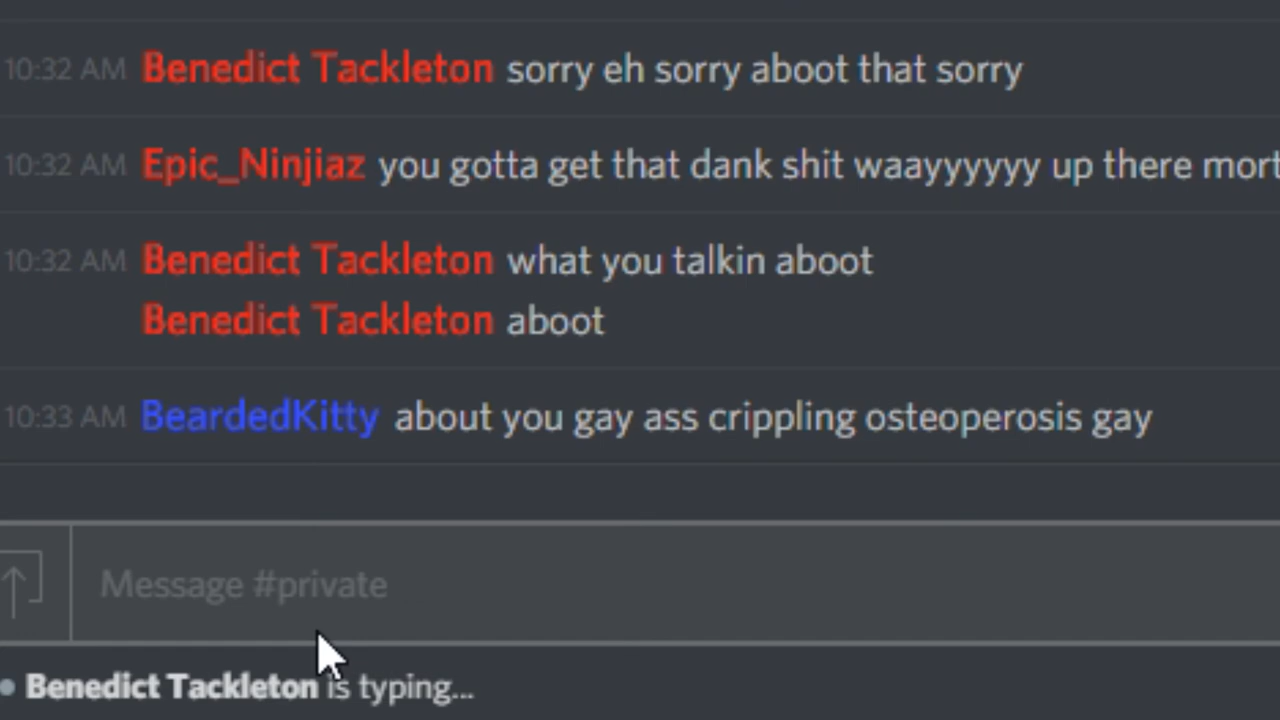 10:32 AM Benedict Tackleton sorry eh sorry aboot that sorry
10:32 AM Epic_Ninjiaz you gotta get that dank shit waayyyyyy up there mort
10:32 AM Benedict Tackleton what you talkin aboot
Benedict Tackleton aboot
10:33 AM BeardedKitty about you gay ass crippling osteoperosis gay
Message #private
Benedict Tackleton is typing...